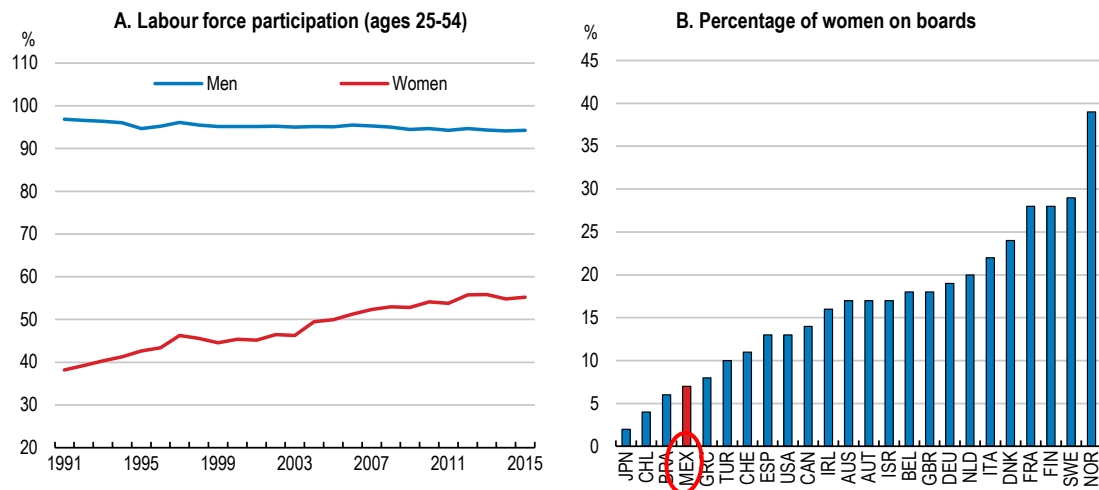 A. Labour force participation (ages 25-54)
%
110
Men
Women
100
90
80
70
60
50
40
30
20
1991
1995
1999
2003
2007
2011
2015
B. Percentage of women on boards
%
45
40
35
30
25
20
15
10
5
0
JPN
CHL
BRA
MEX
GRC
TUR
CHE
ESP
USA
CAN
IRL
AUS
AUT
ISR
BEL
GBR
DEU
NLD
ITA
DNK
FRA
FIN
SWE
NOR